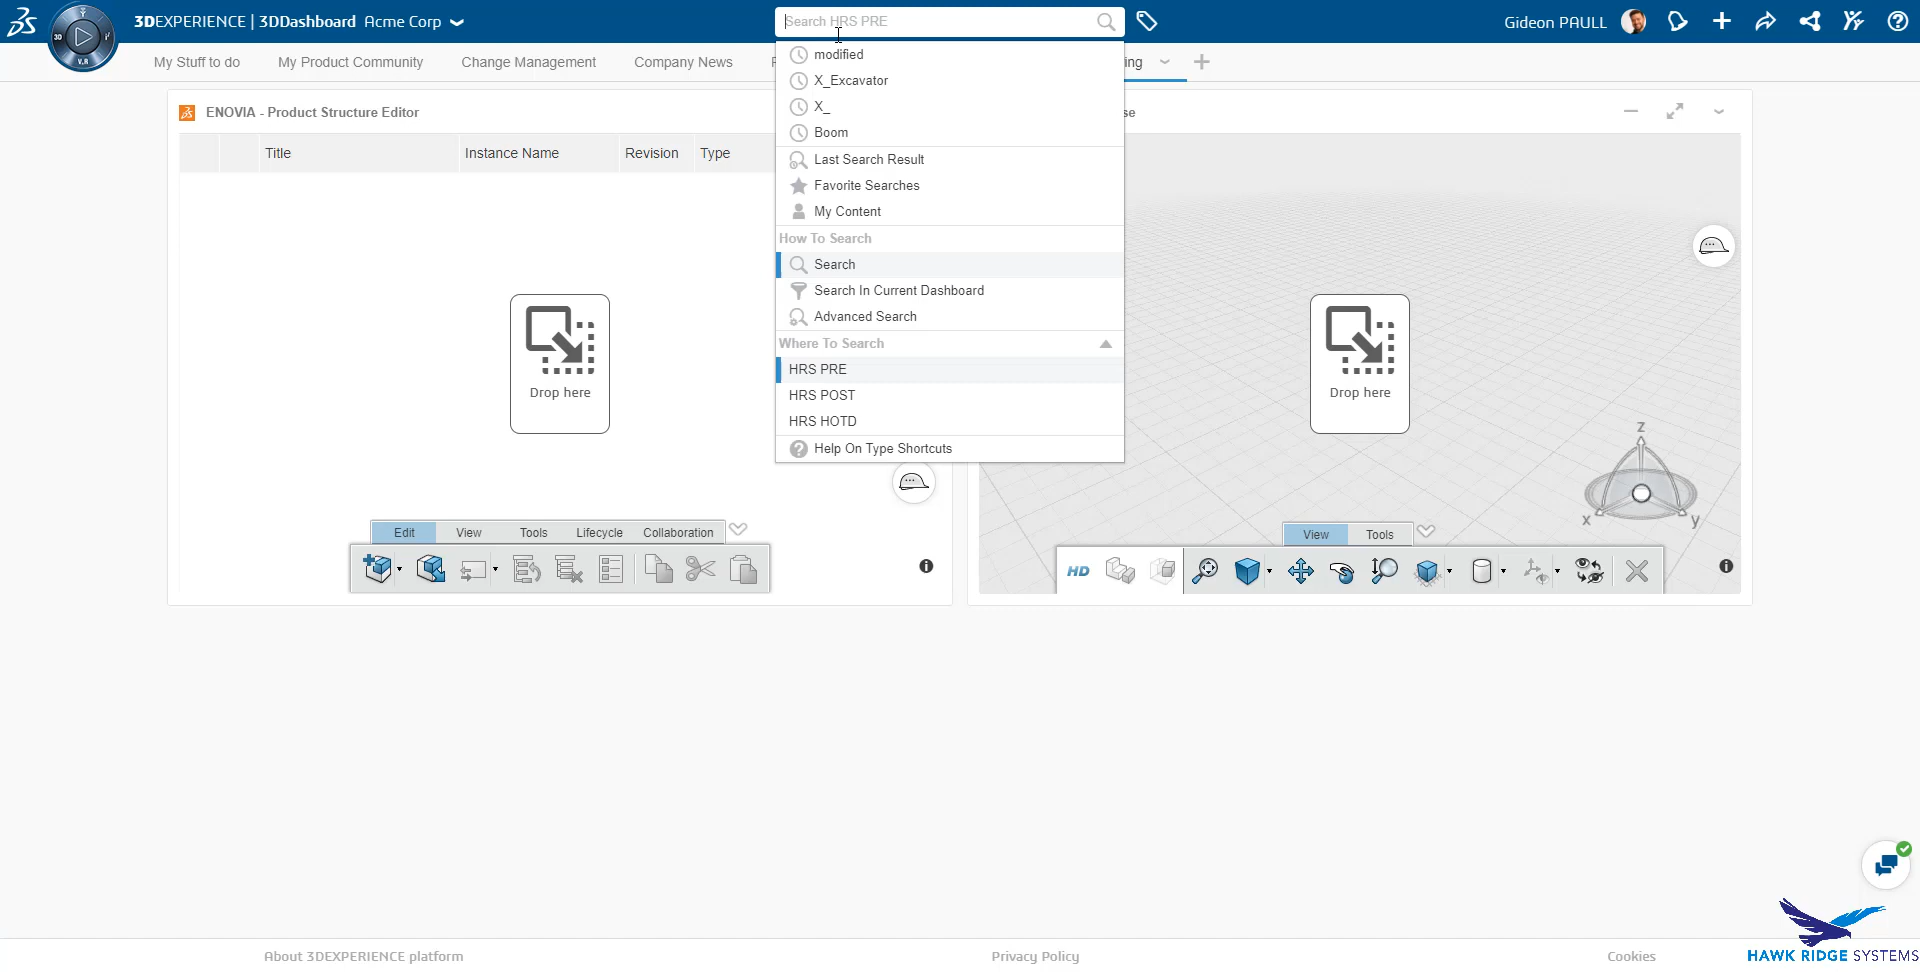 3DEXPERIENCE | 3DDashboard Acme Corp
Search HRS PRE
Gideon PAULL
3D
V.R
My Stuff to do
My Product Community
Change Management
Company News
ing
modified
X_Excavator
X_
Boom
Last Search Result
Favorite Searches
My Content
How To Search
Search
Search In Current Dashboard
Advanced Search
Where To Search
HRS PRE
HRS POST
HRS HOTD
Help On Type Shortcuts
ENOVIA - Product Structure Editor
Title Instance Name Revision Type
Drop here
Edit View Tools Lifecycle Collaboration
se
Drop here
z
x
y
View Tools
HD
About 3DEXPERIENCE platform
Privacy Policy
Cookies
HAWK RIDGE SYSTEMS